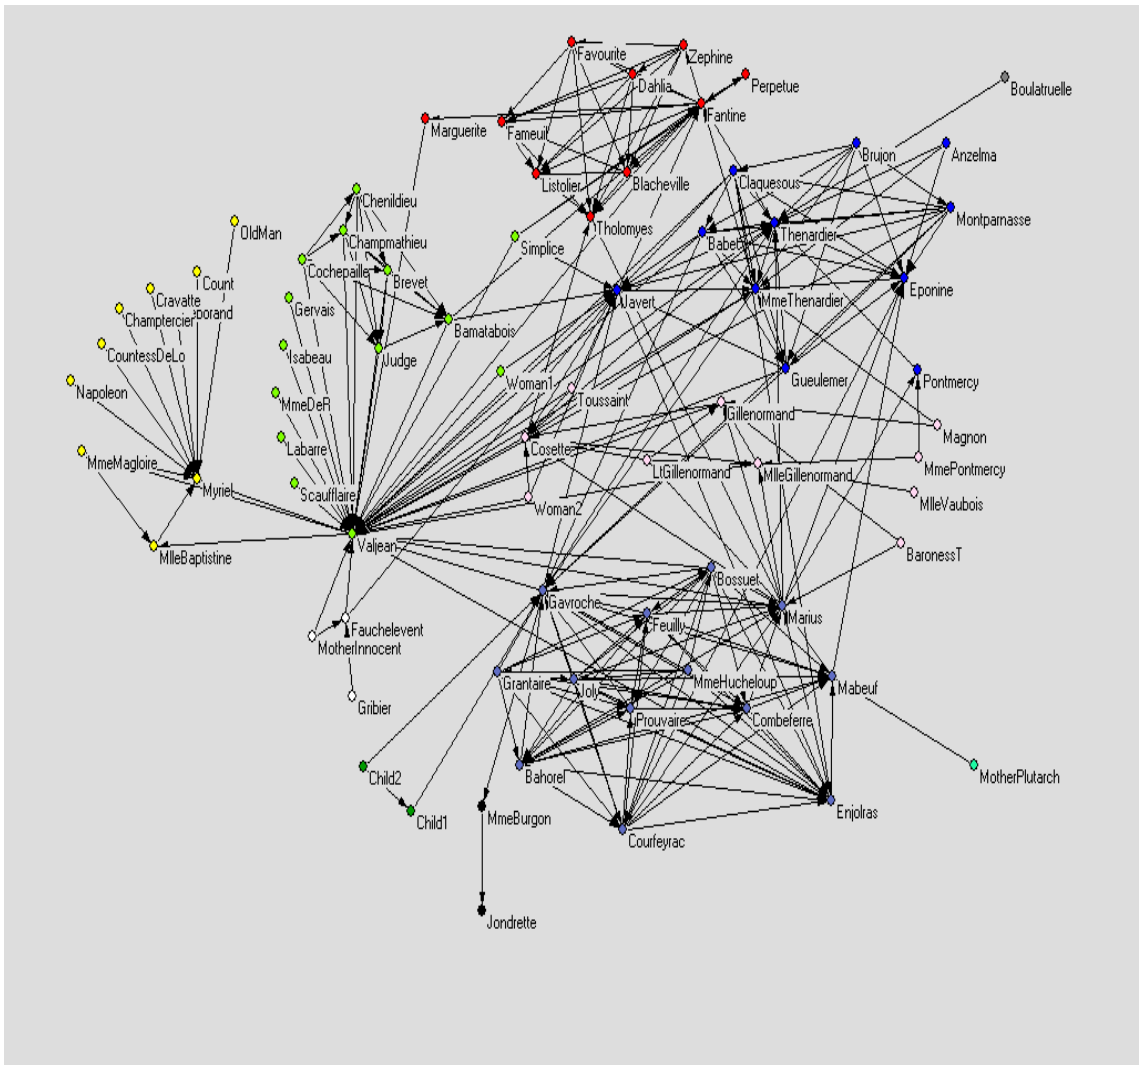 Favourite
Zephine
Dahlia
Perpetue
Boulatruelle
Fantine
Marguerite
Fameuil
Brujon
Anzelma
Listolier
Blacheville
Claquesous
Chenildieu
Montparnasse
OldMan
Champmathieu
Tholomyes
Thenardier
Simplice
Babet
Cochepaille
Count
Brevet
Eponine
Cravatte
Javert
MmeThenardier
Gervais
Champtercier
borand
Bamatabois
CountessDeLo
Isabeau
Judge
Gueulemer
Pontmercy
Napoleon
Woman1
Toussaint
MmeDeR
Gillenormand
Magnon
Labarre
Cosette
MmeMagloire
LtGillenormand
MlleGillenormand
MmePontmercy
Myriel
Scaufflaire
Woman2
MlleVaubois
Valjean
MlleBaptistine
BaronessT
Bossuet
Gavroche
Marius
Feuilly
Fauchelevent
MotherInnocent
Grantaire
Joly
MmeHucheloup
Mabeuf
Gribier
Prouvaire
Combeferre
Child2
Bahorel
MotherPlutarch
Child1
MmeBurgon
Enjolras
Courfeyrac
Jondrette